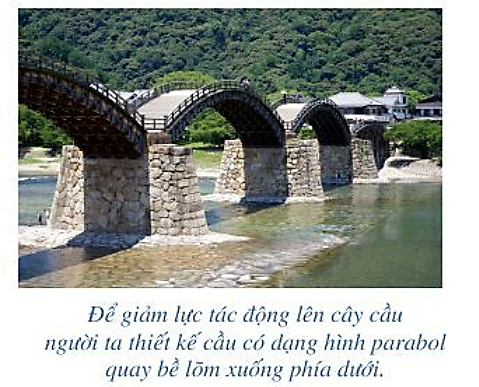 Để giảm lực tác động lên cây cầu
người ta thiết kế cầu có dạng hình parabol
quay bề lõm xuống phía dưới.